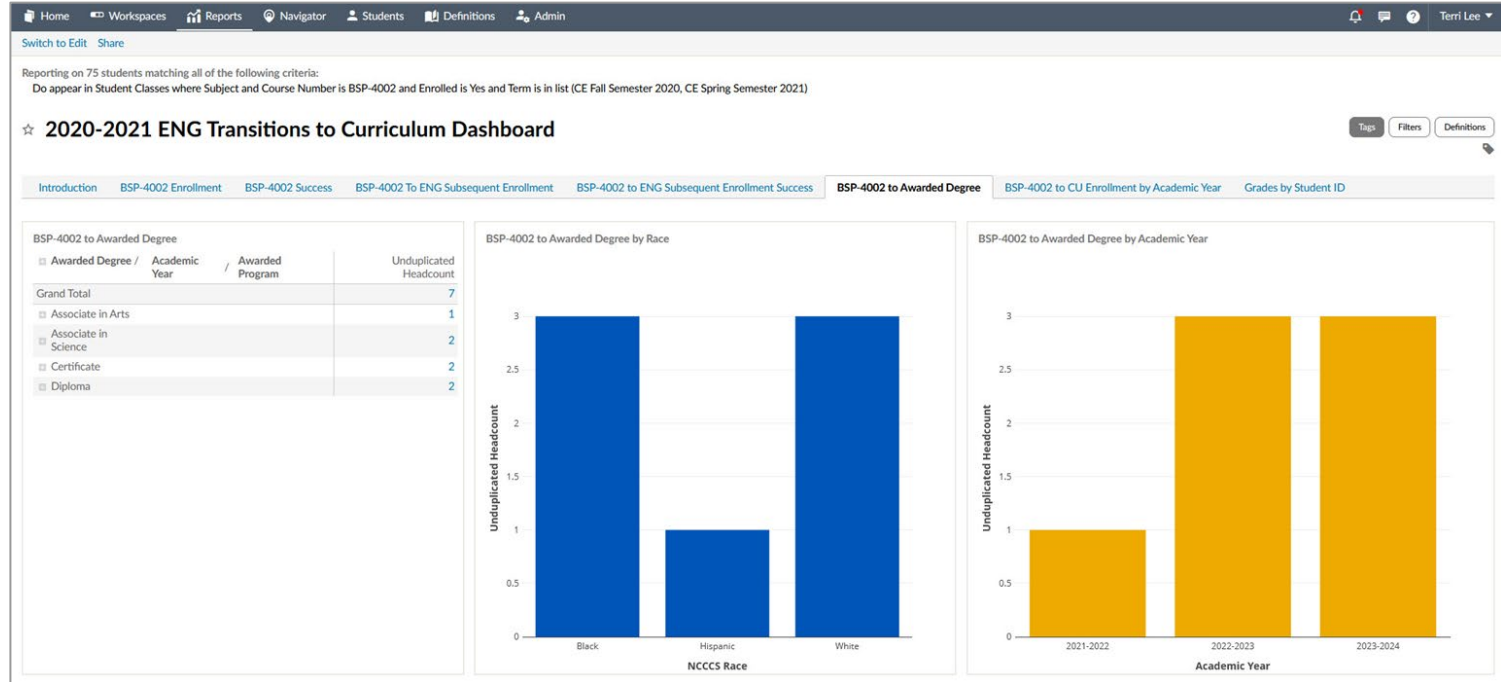 Home Workspaces Reports Navigator Students Definitions Admin Terri Lee
Switch to Edit Share
Reporting on 75 students matching all of the following criteria:
Do appear in Student Classes where Subject and Course Number is BSP-4002 and Enrolled is Yes and Term is in list (CE Fall Semester 2020, CE Spring Semester 2021)
2020-2021 ENG Transitions to Curriculum Dashboard
Tags Filters Definitions
Introduction BSP-4002 Enrollment BSP-4002 Success BSP-4002 To ENG Subsequent Enrollment BSP-4002 to ENG Subsequent Enrollment Success BSP-4002 to Awarded Degree BSP-4002 to CU Enrollment by Academic Year Grades by Student ID
BSP-4002 to Awarded Degree
Awarded Degree / Academic Year / Awarded Program Unduplicated Headcount
Grand Total 7
Associate in Arts 1
Associate in Science 2
Certificate 2
Diploma 2
BSP-4002 to Awarded Degree by Race
Unduplicated Headcount
3
2.5
2
1.5
1
0.5
0
Black Hispanic White
NCCCS Race
BSP-4002 to Awarded Degree by Academic Year
Unduplicated Headcount
3
2.5
2
1.5
1
0.5
0
2021-2022 2022-2023 2023-2024
Academic Year